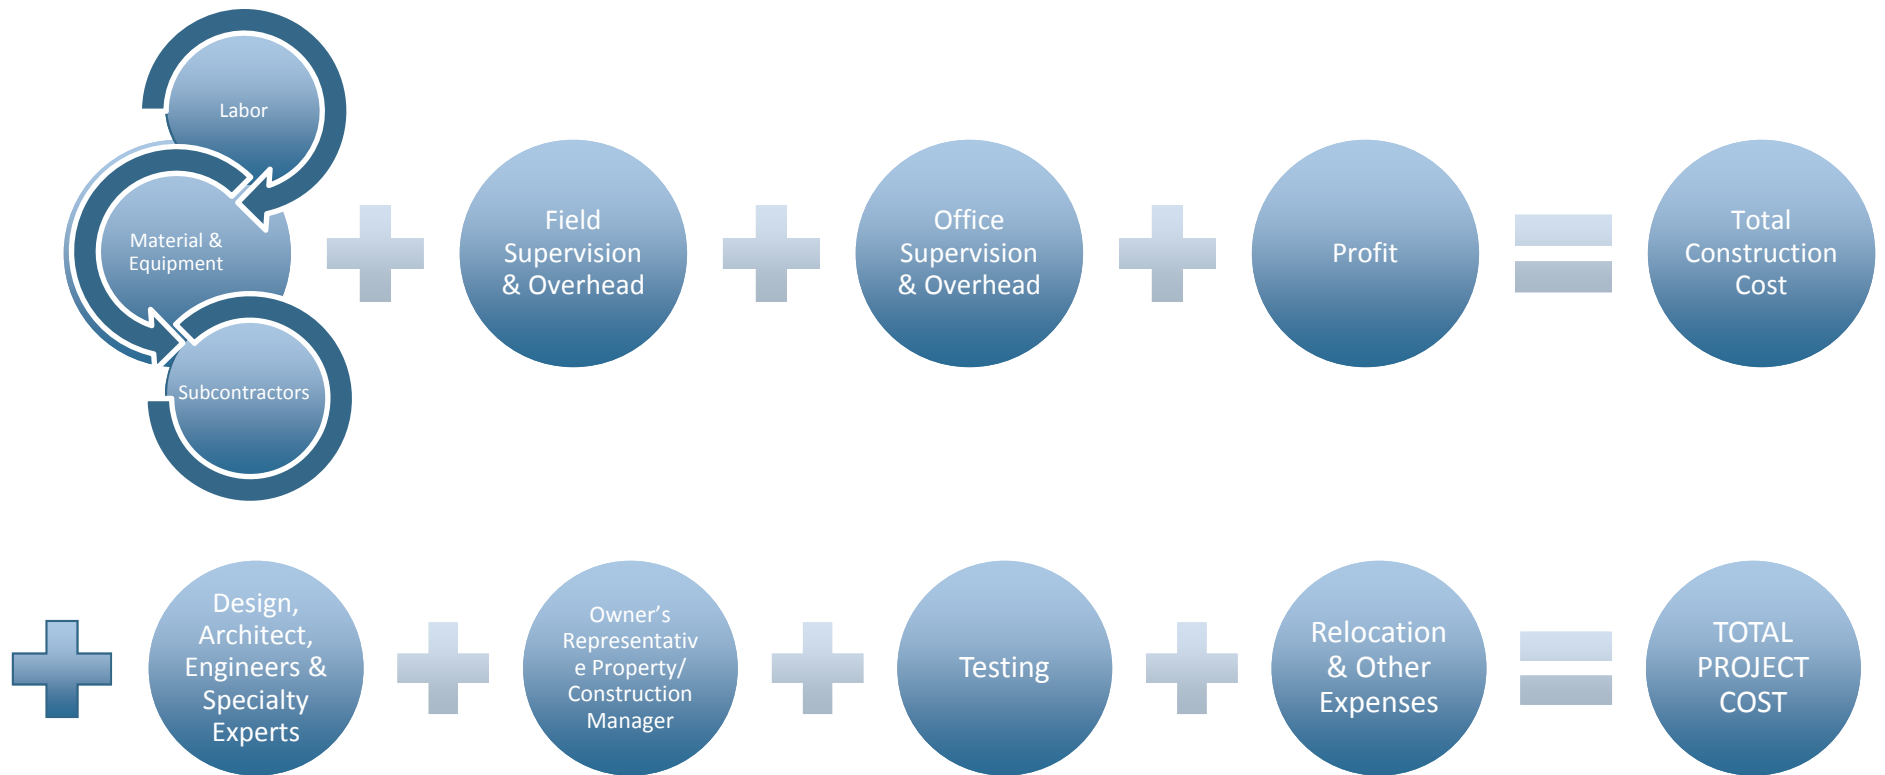 Labor
Material &
Equipment
Subcontractors
Field
Supervision
& Overhead
Office
Supervision
& Overhead
Profit
Total
Construction
Cost
Design,
Architect,
Engineers &
Specialty
Experts
Owner’s
Representativ
e Property/
Construction
Manager
Testing
Relocation
& Other
Expenses
TOTAL
PROJECT
COST